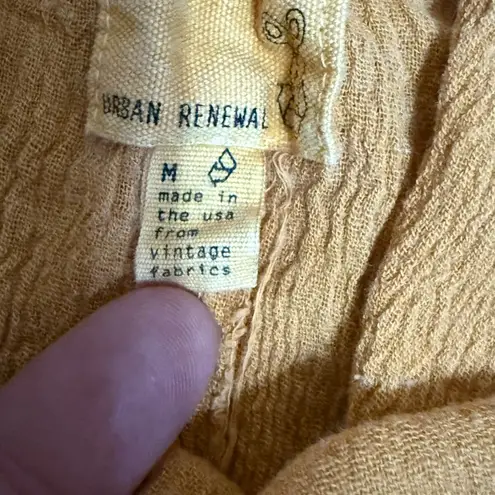 URBAN RENEWAL
M
made in
the usa
from
vintage
fabrics